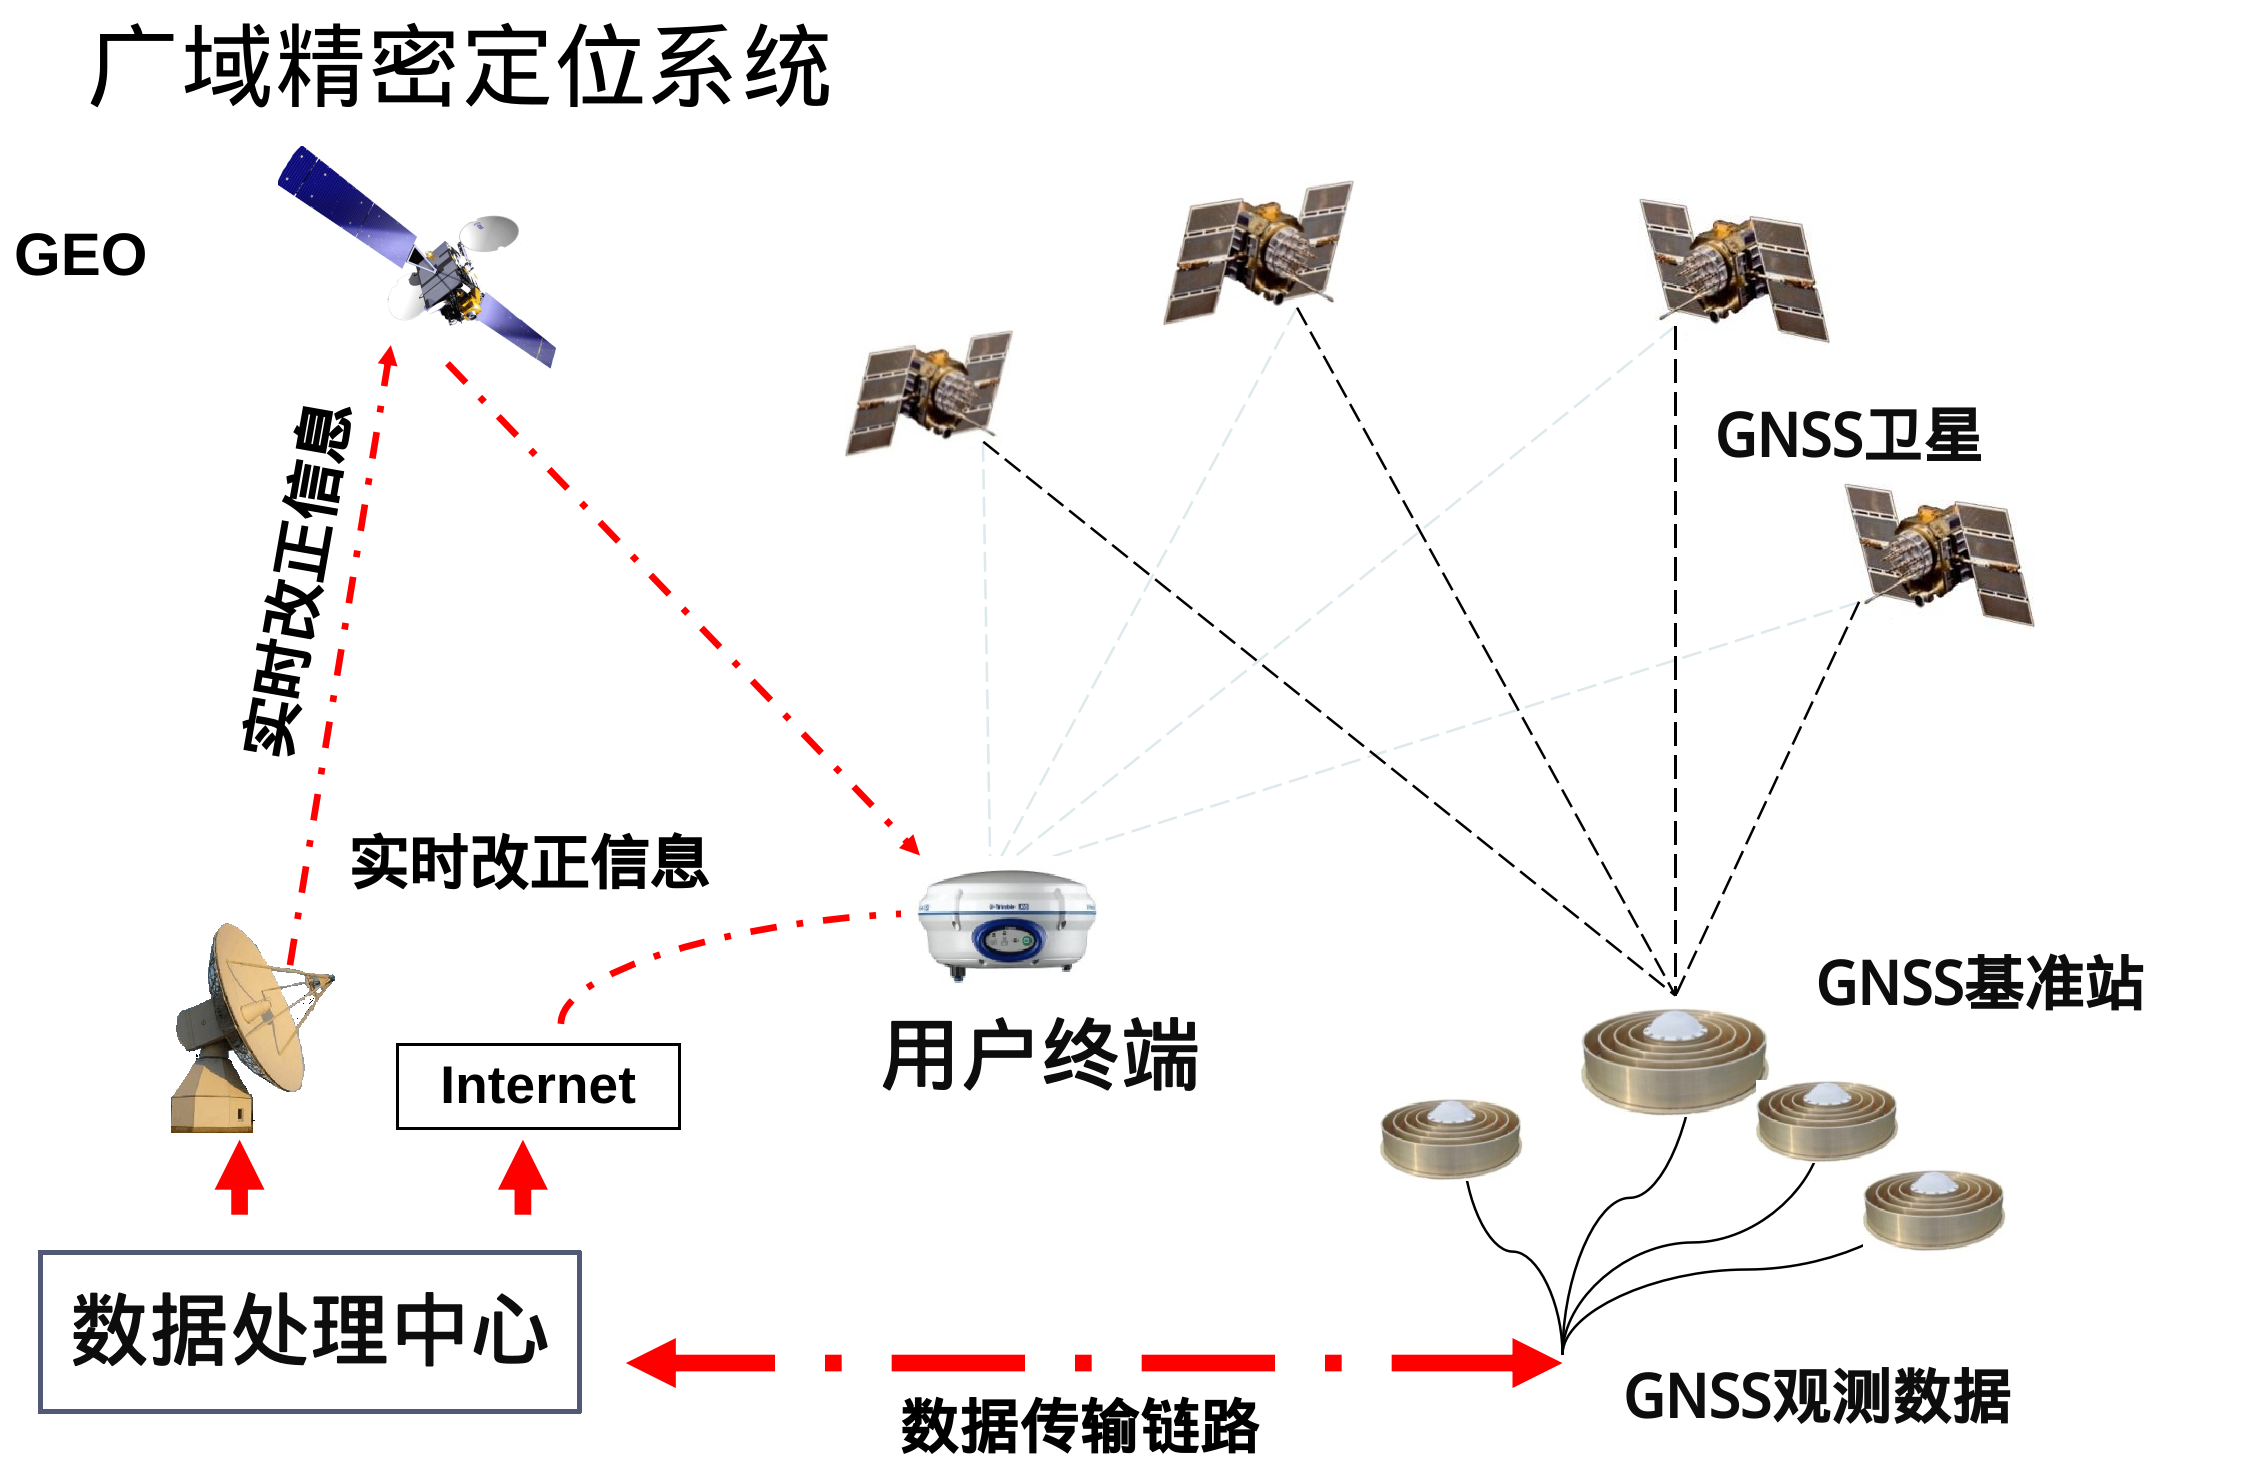 广域精密定位系统
GEO
GNSS卫星
实时改正信息
实时改正信息
GNSS基准站
用户终端
Internet
数据处理中心
GNSS观测数据
数据传输链路